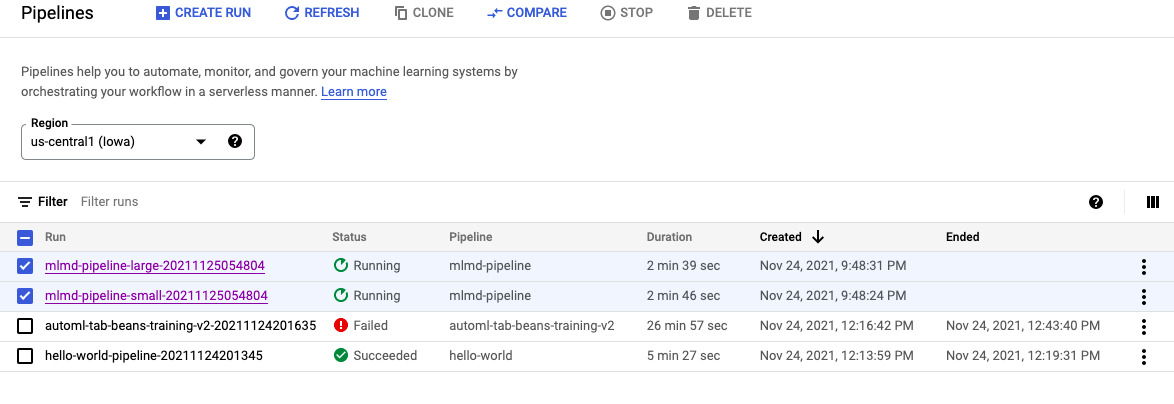 Pipelines CREATE RUN REFRESH CLONE COMPARE STOP DELETE
Pipelines help you to automate, monitor, and govern your machine learning systems by
orchestrating your workflow in a serverless manner. Learn more
Region
us-central1 (Iowa)
Filter Filter runs
Run Status Pipeline Duration Created Ended
mlmd-pipeline-large-20211125054804 Running mlmd-pipeline 2 min 39 sec Nov 24, 2021, 9:48:31 PM
mlmd-pipeline-small-20211125054804 Running mlmd-pipeline 2 min 46 sec Nov 24, 2021, 9:48:24 PM
automl-tab-beans-training-v2-20211124201635 Failed automl-tab-beans-training-v2 26 min 57 sec Nov 24, 2021, 12:16:42 PM Nov 24, 2021, 12:43:40 PM
hello-world-pipeline-20211124201345 Succeeded hello-world 5 min 27 sec Nov 24, 2021, 12:13:59 PM Nov 24, 2021, 12:19:31 PM